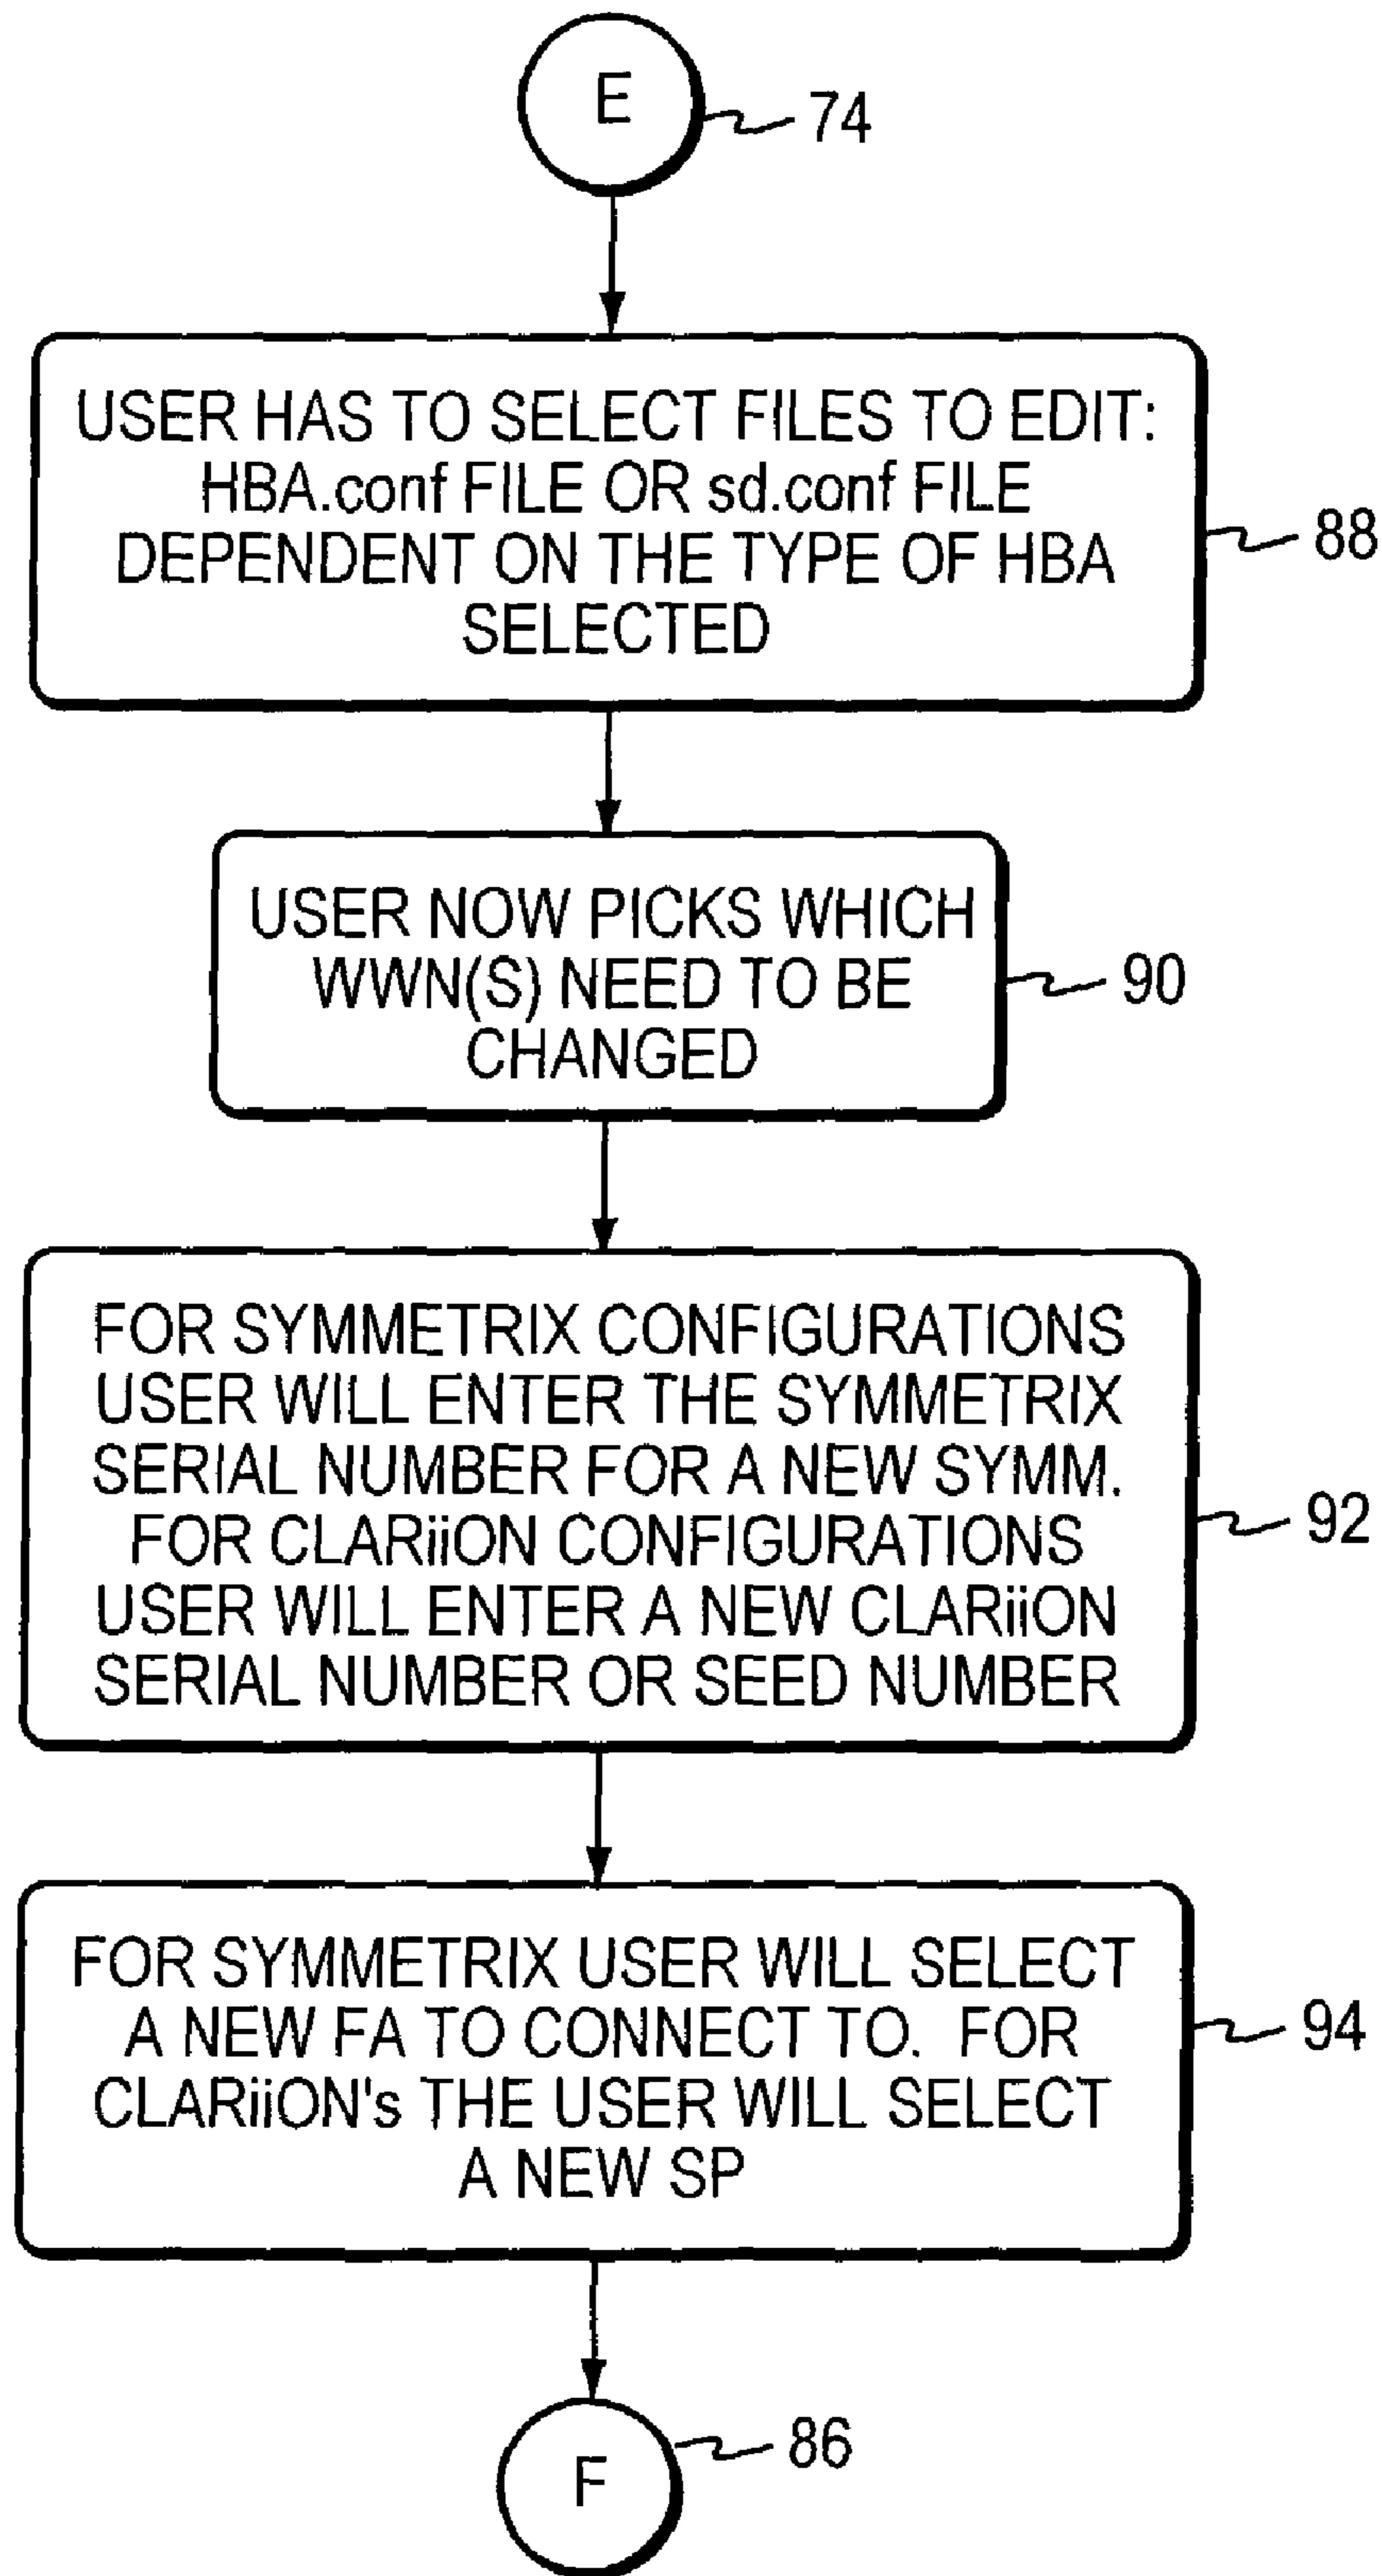 E
74
USER HAS TO SELECT FILES TO EDIT:
HBA.conf FILE OR sd.conf FILE
DEPENDENT ON THE TYPE OF HBA
SELECTED
88
USER NOW PICKS WHICH
WWN(S) NEED TO BE
CHANGED
90
FOR SYMMETRIX CONFIGURATIONS
USER WILL ENTER THE SYMMETRIX
SERIAL NUMBER FOR A NEW SYMM.
FOR CLARiiON CONFIGURATIONS
USER WILL ENTER A NEW CLARiiON
SERIAL NUMBER OR SEED NUMBER
92
FOR SYMMETRIX USER WILL SELECT
A NEW FA TO CONNECT TO. FOR
CLARiiON's THE USER WILL SELECT
A NEW SP
94
F
86